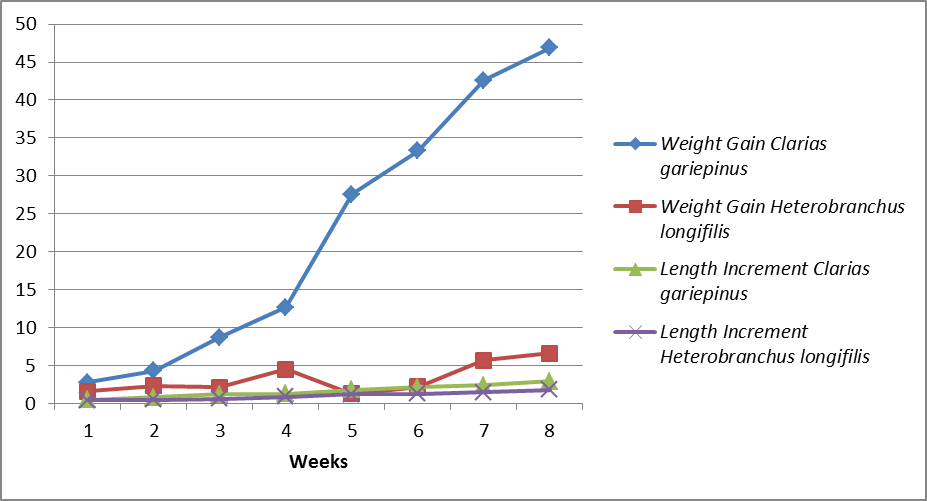 50
45
40
35
30
25
20
15
10
5
0
1 2 3 4 5 6 7 8
Weeks
Weight Gain Clarias
gariepinus
Weight Gain Heterobranchus
longifilis
Length Increment Clarias
gariepinus
Length Increment
Heterobranchus longifilis